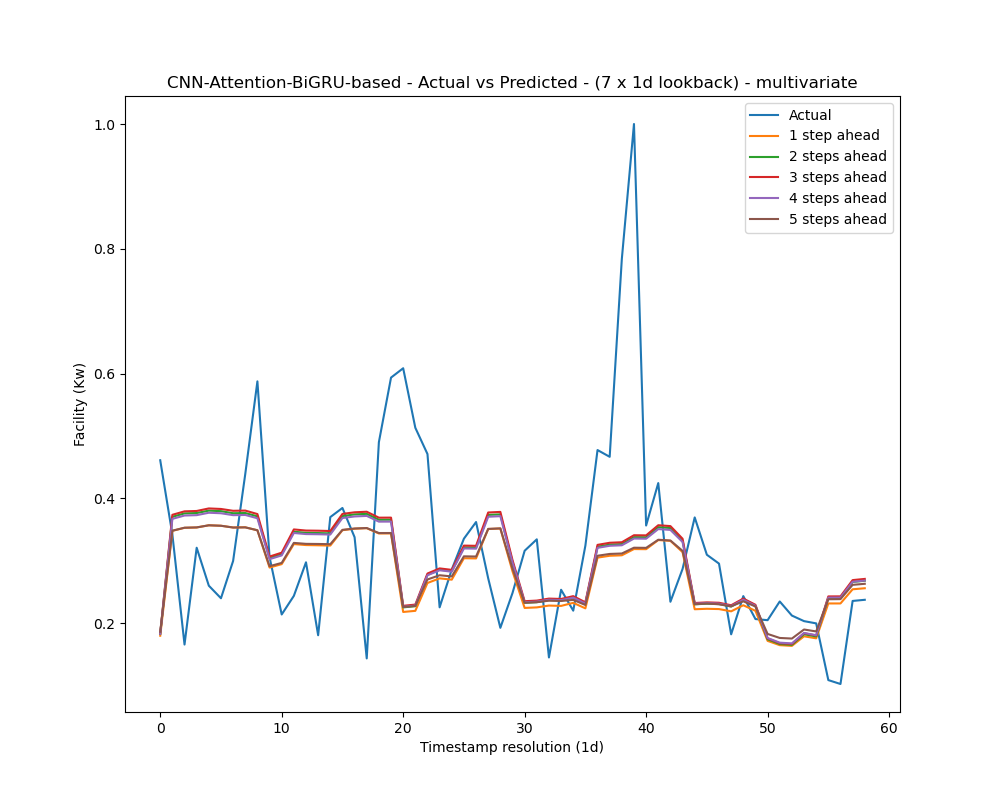 CNN-Attention-BiGRU-based - Actual vs Predicted - (7 x 1d lookback) - multivariate
Actual
1 step ahead
2 steps ahead
3 steps ahead
4 steps ahead
5 steps ahead
1.0
0.8
0.6
0.4
0.2
Facility (Kw)
0
10
20
30
40
50
60
Timestamp resolution (1d)